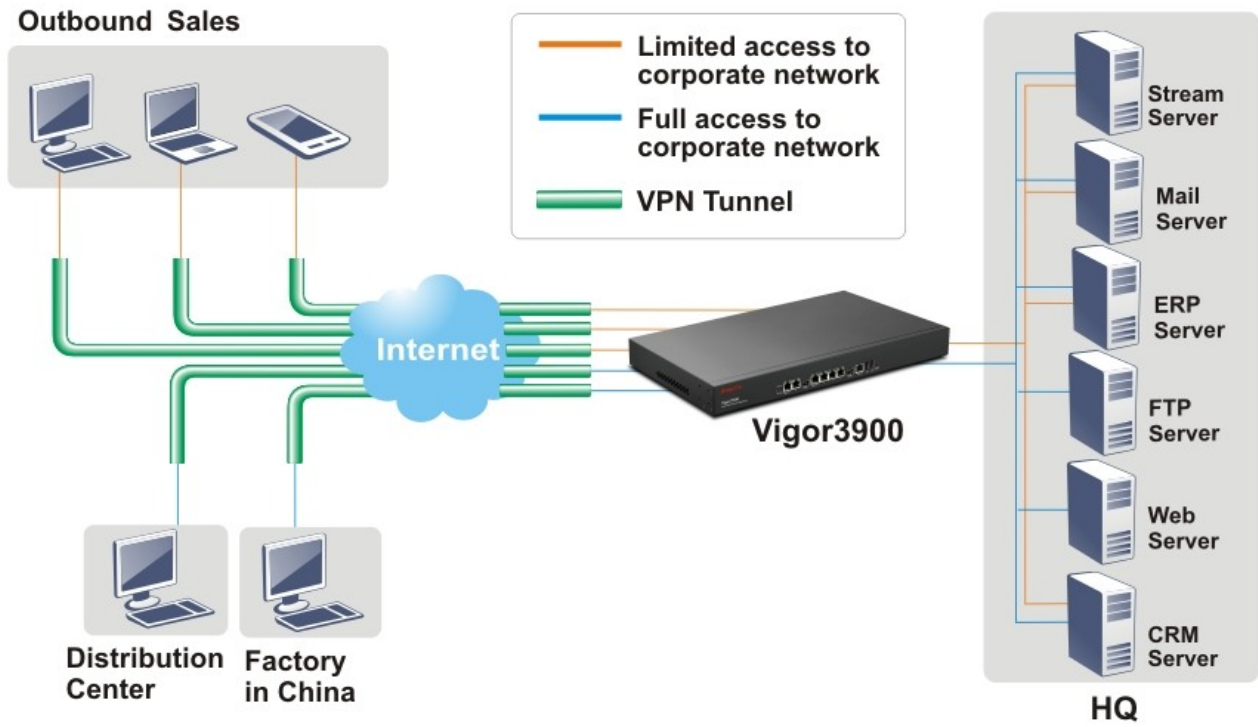 Outbound Sales
Limited access to
corporate network
Full access to
corporate network
VPN Tunnel
Internet
Vigor3900
Distribution
Center
Factory
in China
Stream
Server
Mail
Server
ERP
Server
FTP
Server
Web
Server
CRM
Server
HQ